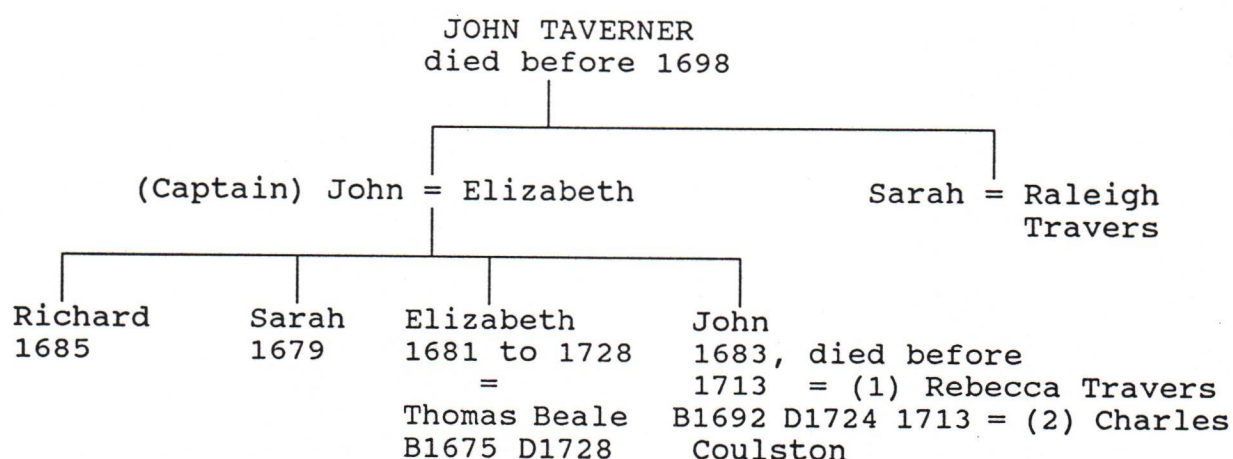 JOHN TAVERNER
died before 1698
(Captain) John = Elizabeth
Sarah = Raleigh
Travers
Richard
1685
Sarah
1679
Elizabeth
1681 to 1728
=
Thomas Beale
B1675 D1728
John
1683, died before
1713 = (1) Rebecca Travers
B1692 D1724 1713 = (2) Charles
Coulston